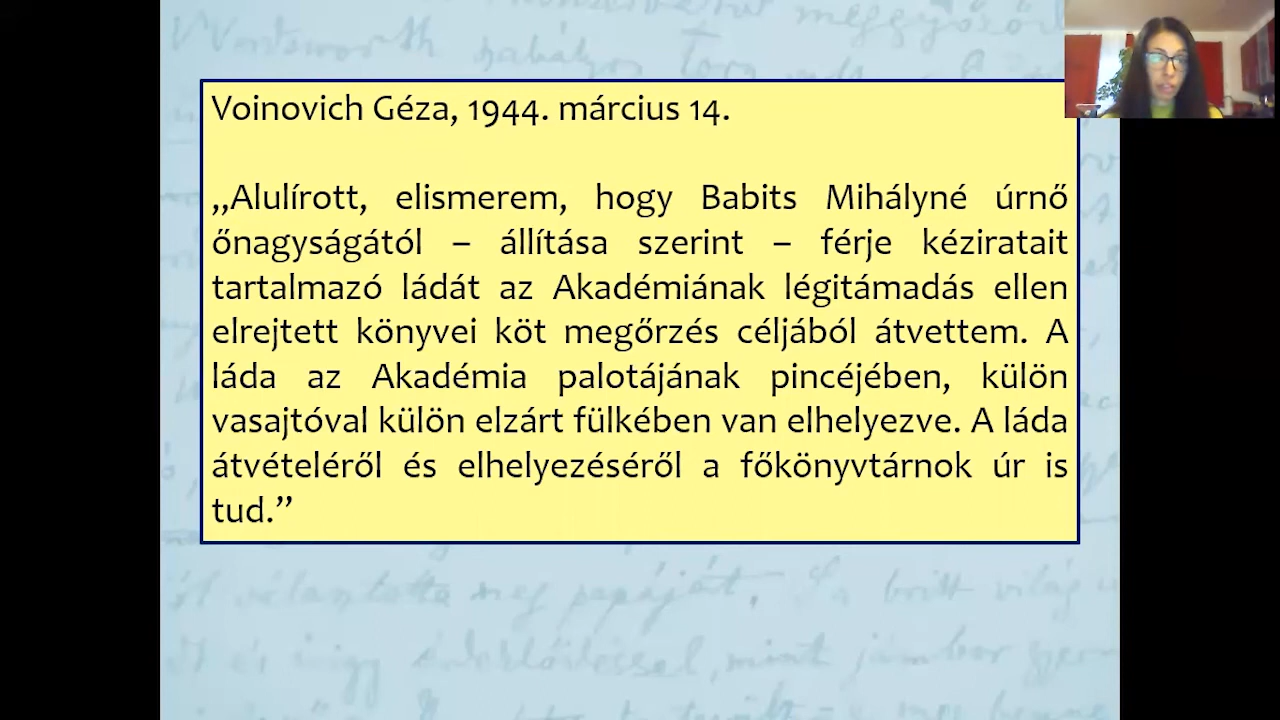 Voinovich Géza, 1944. március 14.
„Alulírott, elismerem, hogy Babits Mihályné úrnő
őnagyságától – állítása szerint – férje kéziratait
tartalmazó ládát az Akadémiának légitámadás ellen
elrejtett könyvei köt megőrzés céljából átvettem. A
láda az Akadémia palotájának pincéjében, külön
vasajtóval külön elzárt fülkében van elhelyezve. A láda
átvételéről és elhelyezéséről a főkönyvtárnok úr is
tud.”